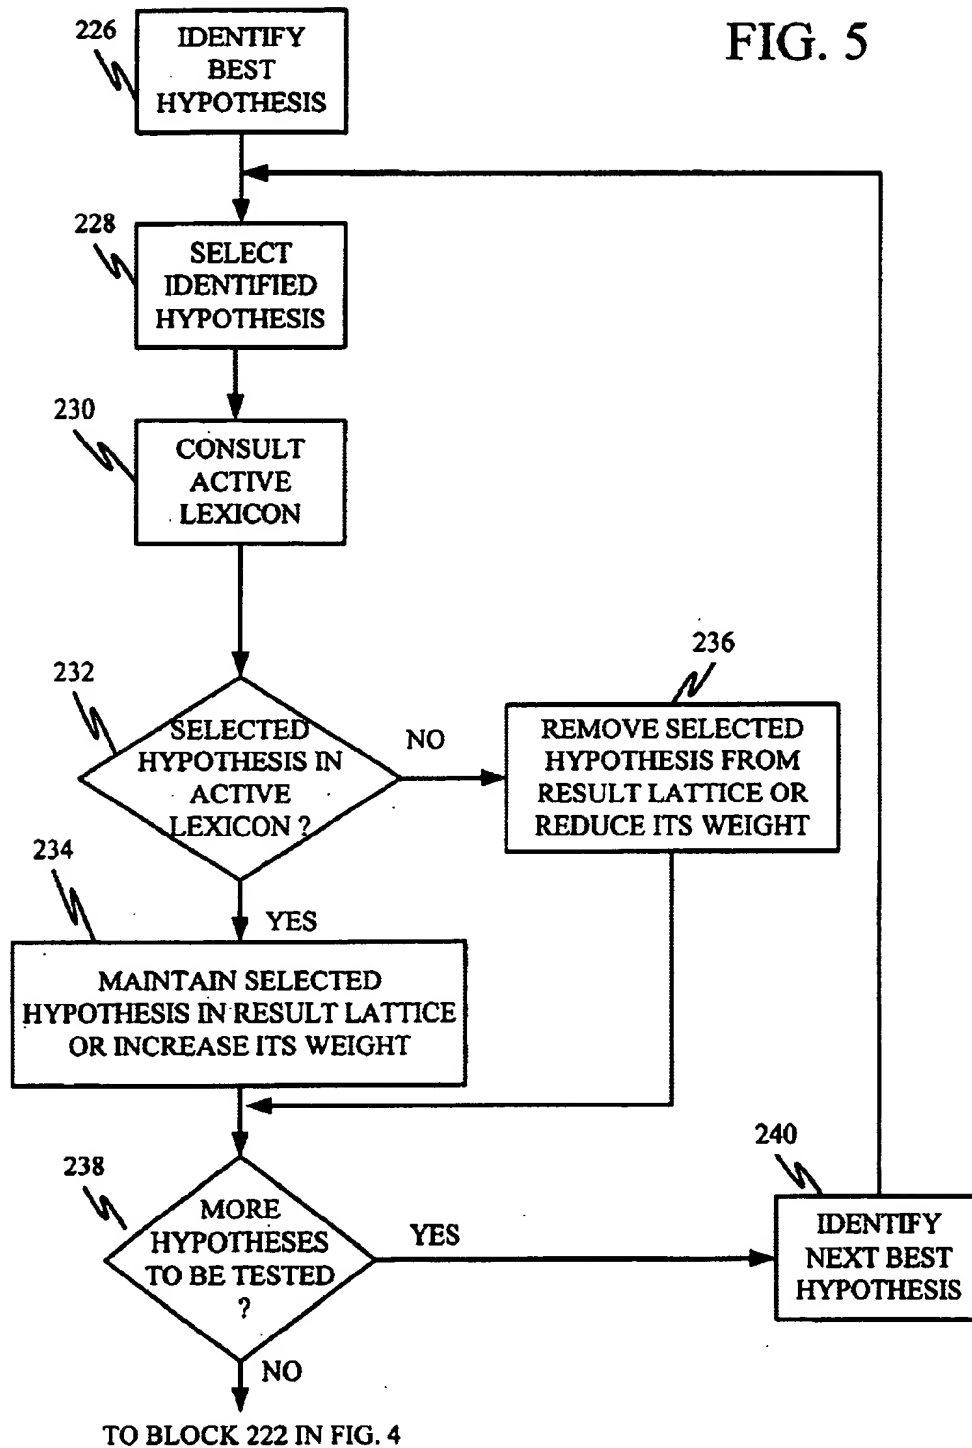 FIG. 5
226
IDENTIFY
BEST
HYPOTHESIS
228
SELECT
IDENTIFIED
HYPOTHESIS
230
CONSULT
ACTIVE
LEXICON
232
SELECTED
HYPOTHESIS IN
ACTIVE
LEXICON ?
NO
236
REMOVE SELECTED
HYPOTHESIS FROM
RESULT LATTICE OR
REDUCE ITS WEIGHT
YES
234
MAINTAIN SELECTED
HYPOTHESIS IN RESULT LATTICE
OR INCREASE ITS WEIGHT
238
MORE
HYPOTHESES
TO BE TESTED
?
YES
240
IDENTIFY
NEXT BEST
HYPOTHESIS
NO
TO BLOCK 222 IN FIG. 4